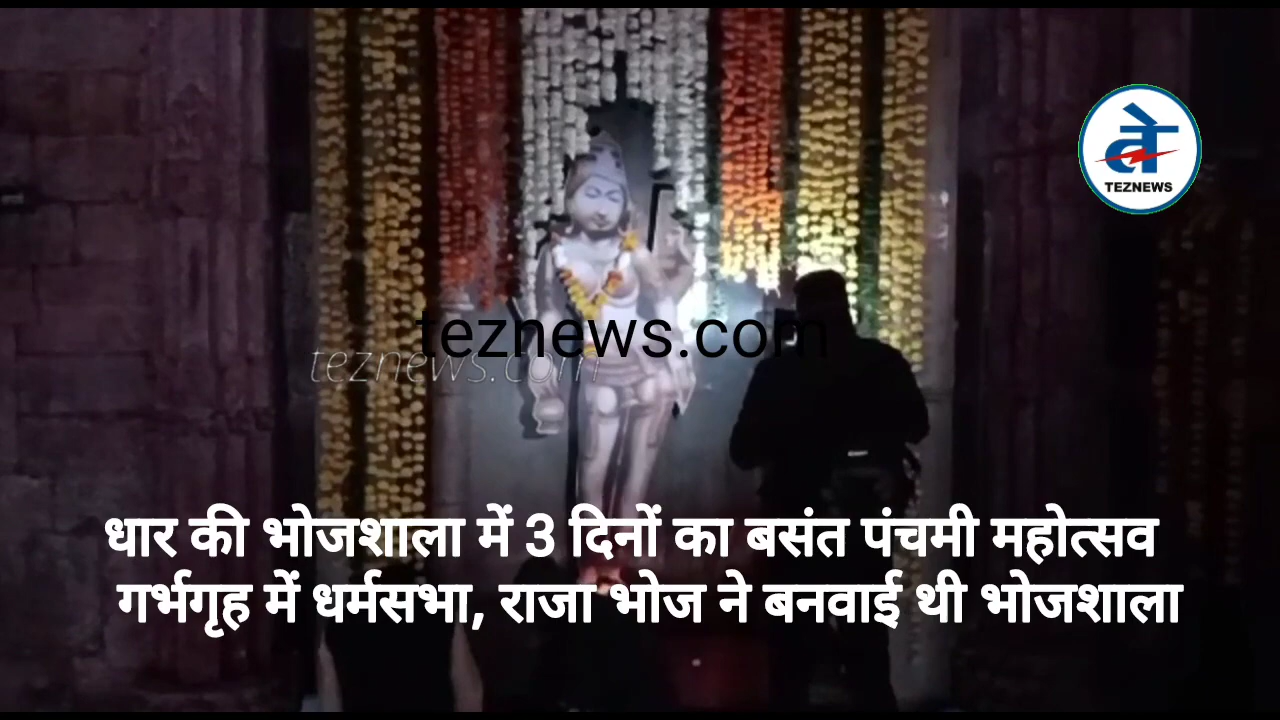 ते
TEZNEWS
teznews.com
teznews.com
धार की भोजशाला में 3 दिनों का बसंत पंचमी महोत्सव
गर्भगृह में धर्मसभा, राजा भोज ने बनवाई थी भोजशाला